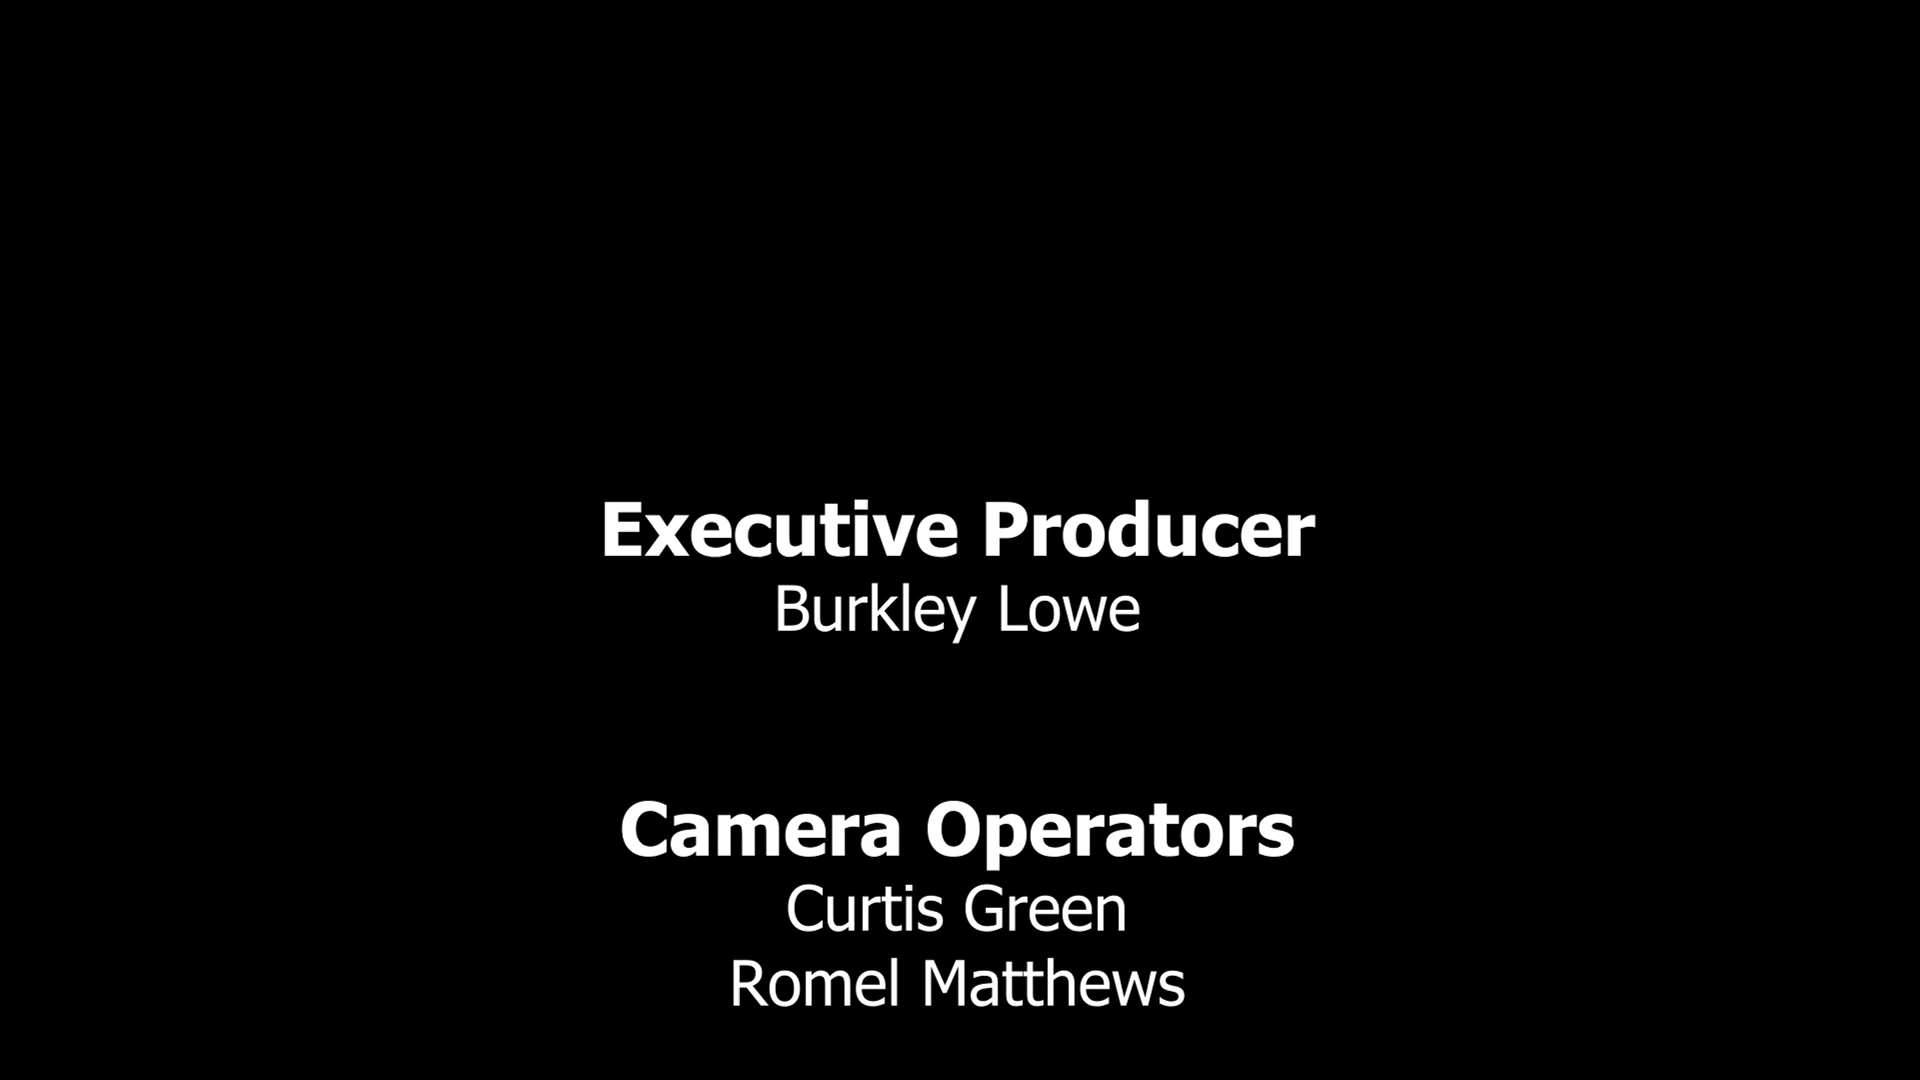 Executive Producer
Burkley Lowe
Camera Operators
Curtis Green
Romel Matthews